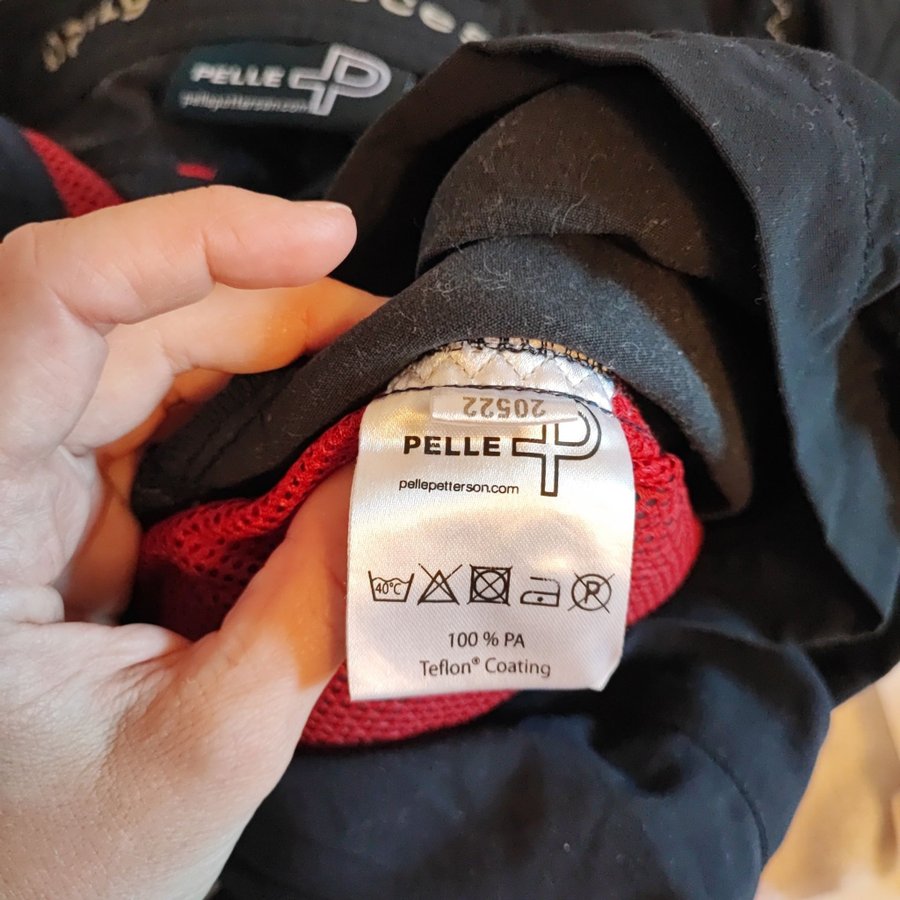 PELLE P
pellepetterson.com
20522
PELLE P
pellepetterson.com
40°C
P
100 % PA
Teflon® Coating